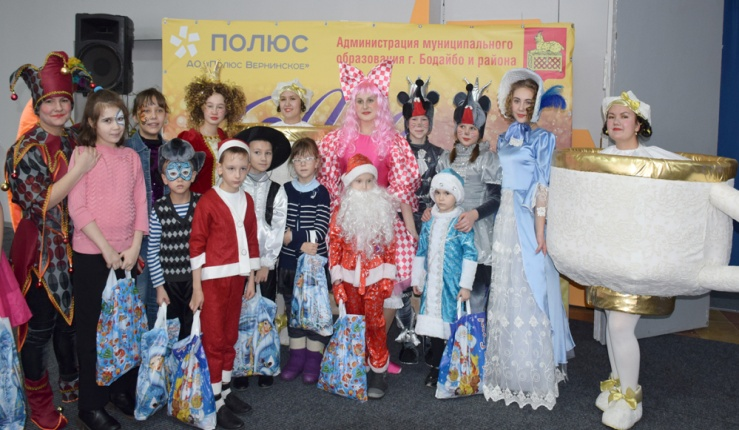 ПОЛЮС
АО «Полюс Вернинское»
Администрация муниципального
образования г. Бодайбо и района